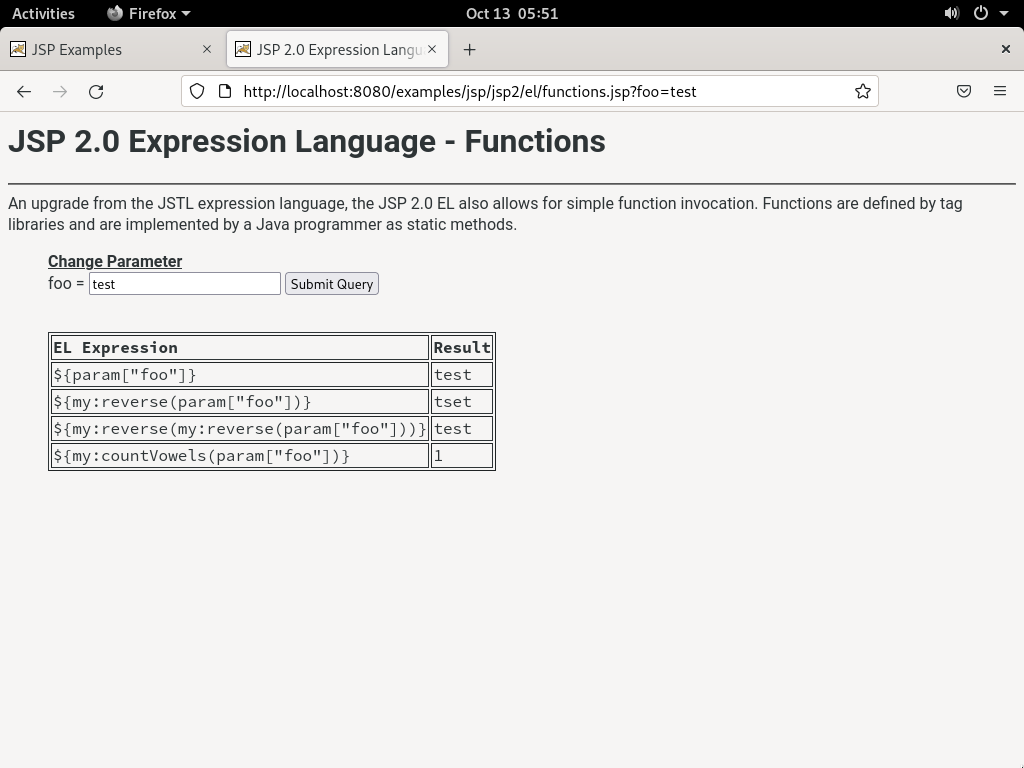 Activities Firefox Oct 13 05:51
JSP Examples JSP 2.0 Expression Langu
http://localhost:8080/examples/jsp/jsp2/el/functions.jsp?foo=test
JSP 2.0 Expression Language - Functions
An upgrade from the JSTL expression language, the JSP 2.0 EL also allows for simple function invocation. Functions are defined by tag
libraries and are implemented by a Java programmer as static methods.
Change Parameter
foo = test Submit Query
EL Expression Result
${param["foo"]} test
${my:reverse(param["foo"])} tset
${my:reverse(my:reverse(param["foo"]))} test
${my:countVowels(param["foo"])} 1